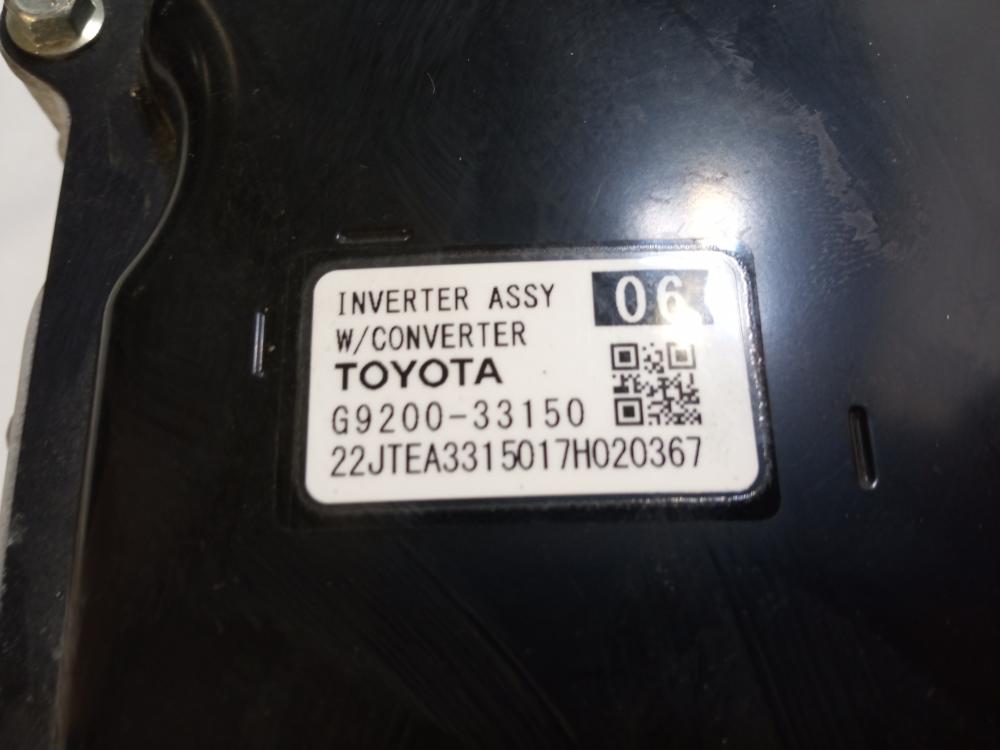 INVERTER ASSY 06
W/CONVERTER
TOYOTA
G9200-33150
22JTEA3315017H020367